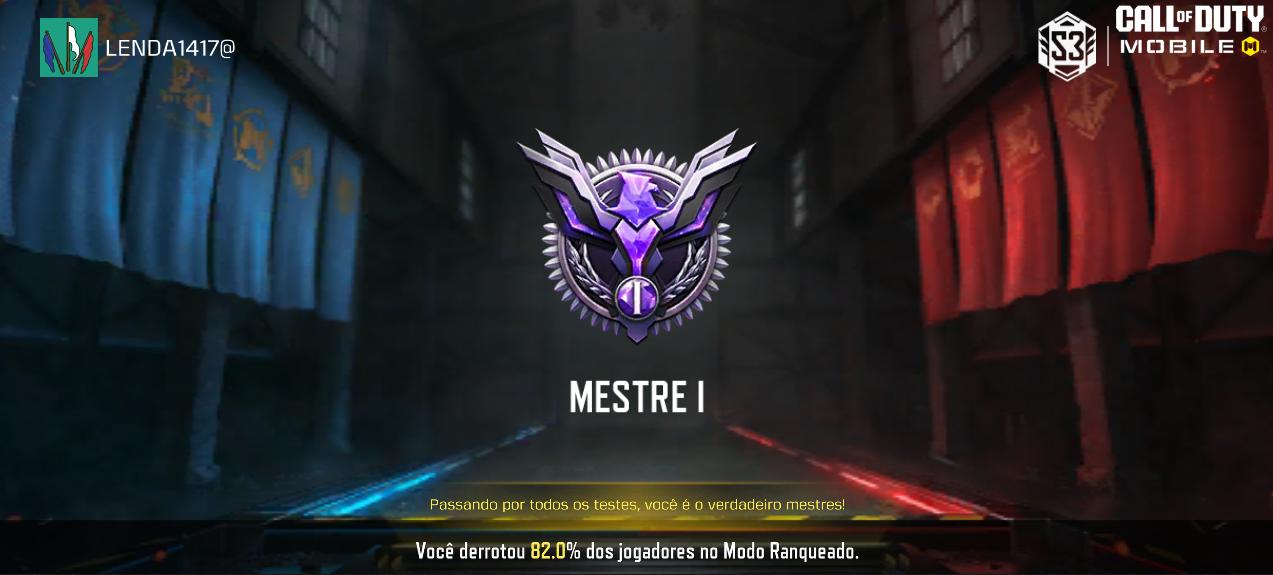 LENDA1417@
S3
CALL OF DUTY
MOBILE
I
MESTRE I
Passando por todos os testes, você é o verdadeiro mestres!
Você derrotou 82.0% dos jogadores no Modo Ranqueado.